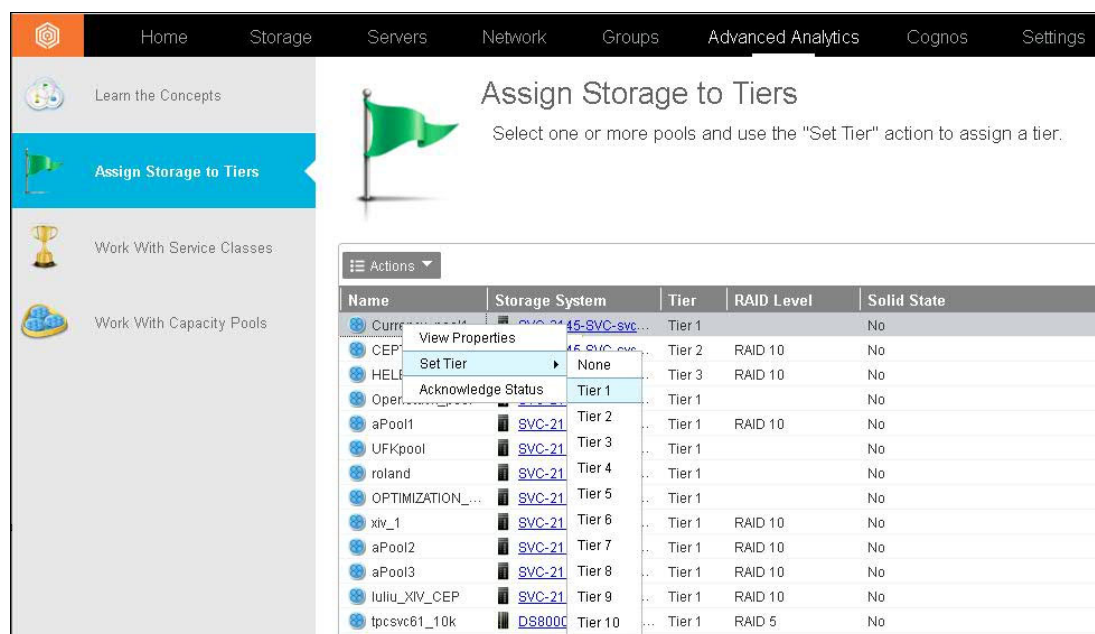 Home Storage Servers Network Groups Advanced Analytics Cognos Settings
Learn the Concepts
Assign Storage to Tiers
Work With Service Classes
Work With Capacity Pools
Assign Storage to Tiers
Select one or more pools and use the "Set Tier" action to assign a tier.
Actions
Name Storage System Tier RAID Level Solid State
45-SVC-svc... Tier 1 No
CEP Tier 2 RAID 10 No
HELE Tier 3 RAID 10 No
Tier 1 No
aPool1 SVC-21 Tier 1 RAID 10 No
UFKpool SVC-21 Tier 1 No
roland SVC-21 Tier 1 No
OPTIMIZATION_... SVC-21 Tier 1 No
xiv_1 SVC-21 Tier 1 RAID 10 No
aPool2 SVC-21 Tier 1 RAID 10 No
aPool3 SVC-21 Tier 1 RAID 10 No
Iuliu_XIV_CEP SVC-21 Tier 1 RAID 10 No
tpcsvc61_10k DS8000 ... Tier 1 RAID 5 No
View Properties
Set Tier
Acknowledge Status
None
Tier 1
Tier 2
Tier 3
Tier 4
Tier 5
Tier 6
Tier 7
Tier 8
Tier 9
Tier 10